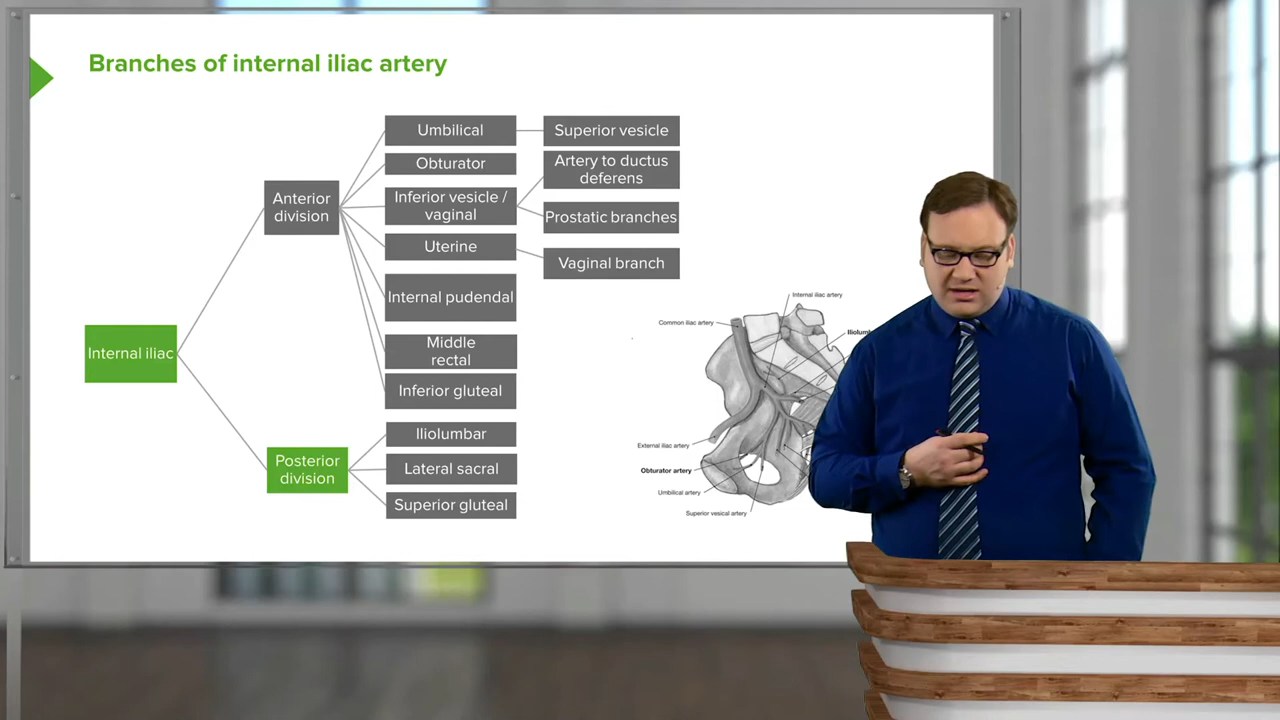 Branches of internal iliac artery
Umbilical
Superior vesicle
Obturator
Artery to ductus
deferens
Anterior
division
Inferior vesicle /
vaginal
Prostatic branches
Uterine
Vaginal branch
Internal pudendal
Middle
rectal
Inferior gluteal
Internal iliac
Iliolumbar
Posterior
division
Lateral sacral
Superior gluteal
Internal iliac artery
Common iliac artery
External iliac artery
Obturator artery
Umbilical artery
Superior vesical artery